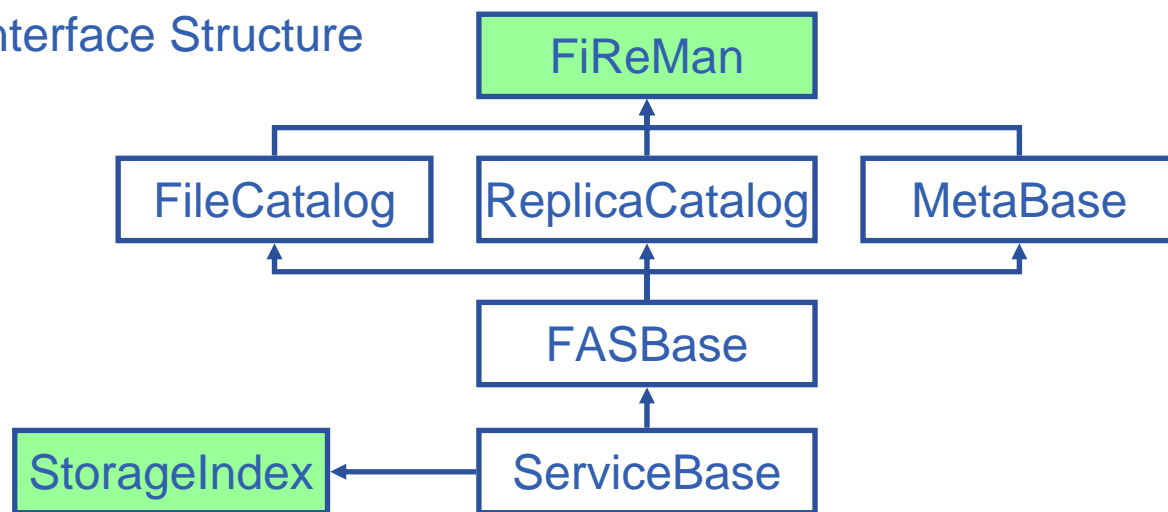 nterface Structure
FiReMan
FileCatalog
ReplicaCatalog
MetaBase
FASBase
StorageIndex
ServiceBase